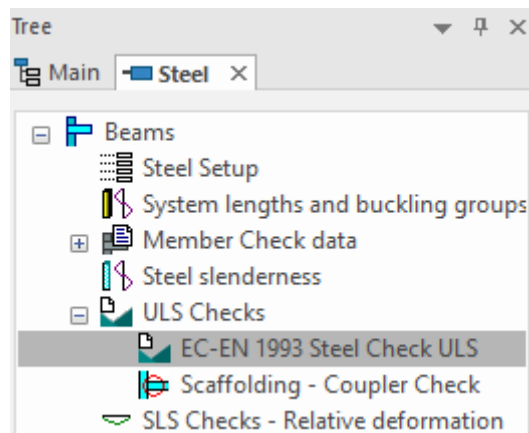 Tree
Main Steel
Beams
Steel Setup
System lengths and buckling groups
Member Check data
Steel slenderness
ULS Checks
EC-EN 1993 Steel Check ULS
Scaffolding - Coupler Check
SLS Checks - Relative deformation